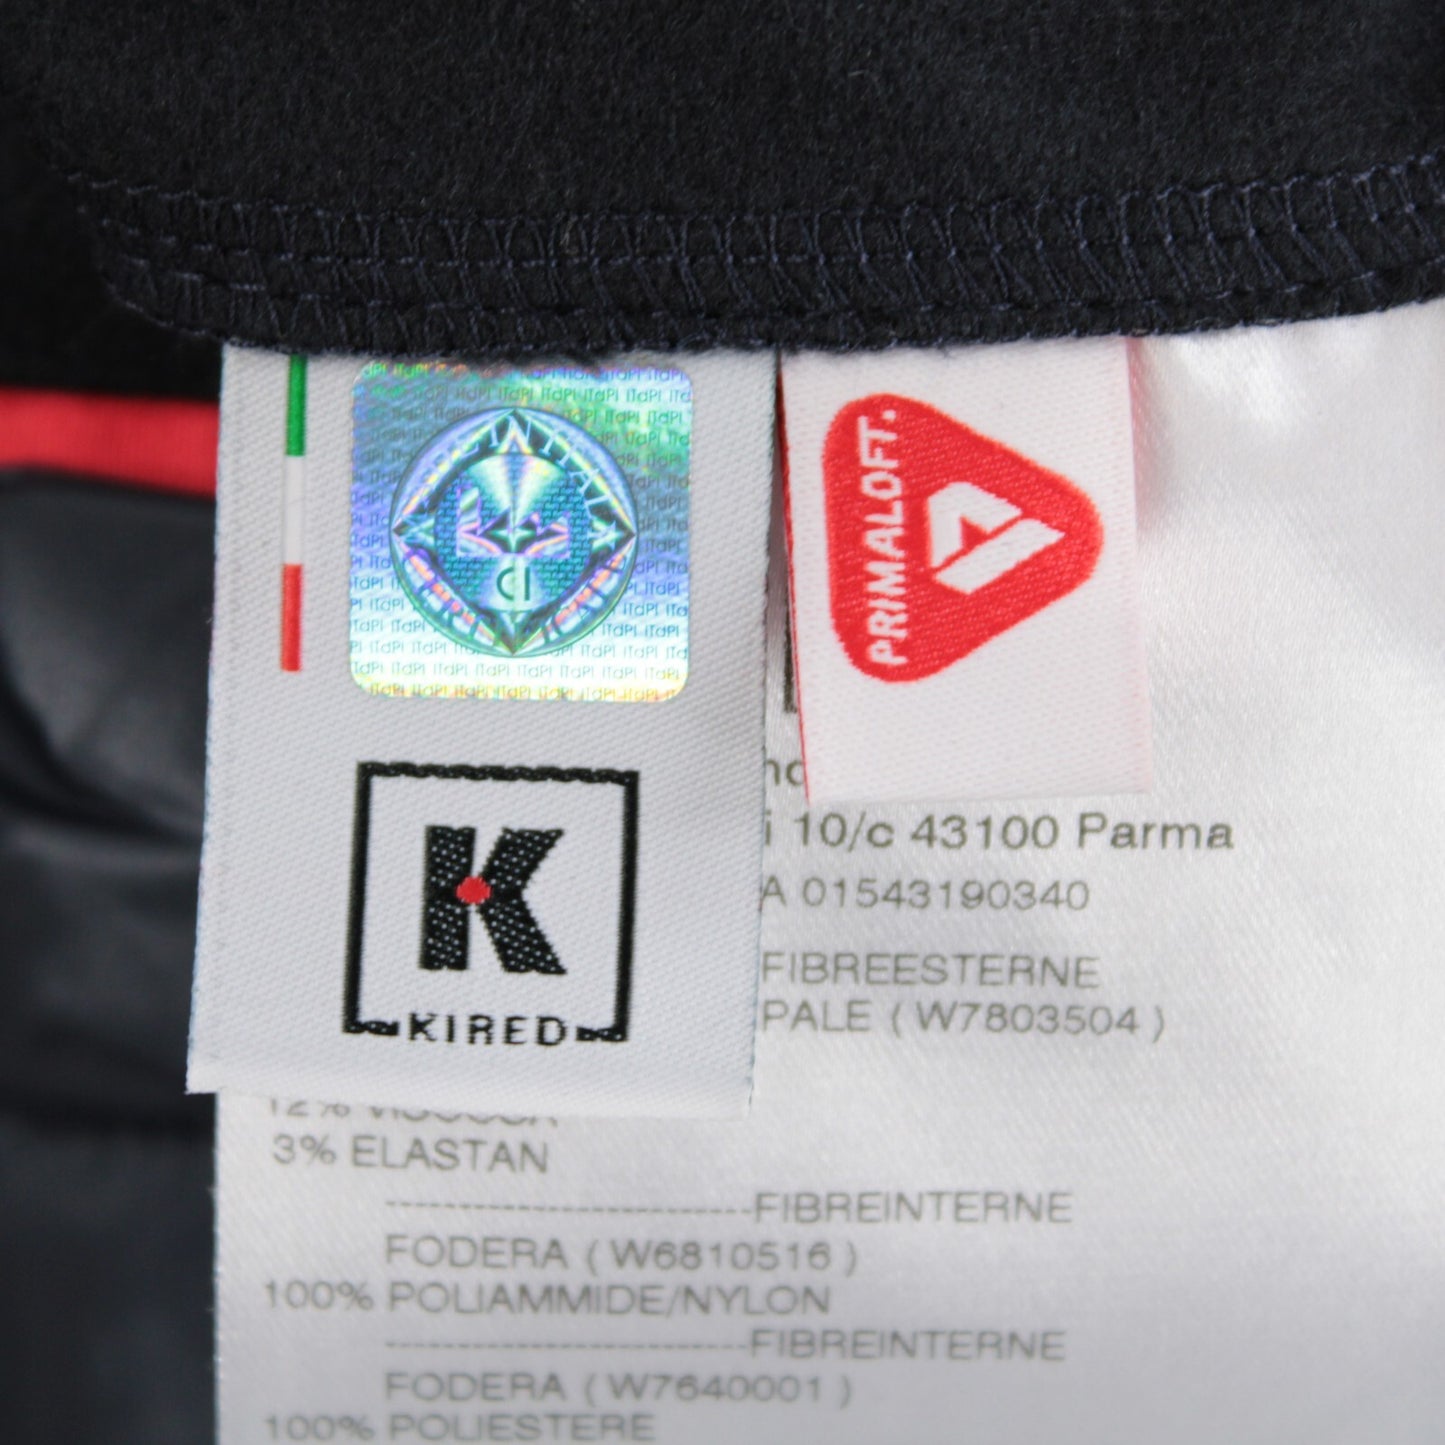 PRIMALOFT.
CI
K
KIRED
i 10/c 43100 Parma
A 01543190340
FIBREESTERNE
PALE ( W7803504 )
3% ELASTAN
-------------------------FIBREINTERNE
FODERA ( W6810516 )
100% POLIAMMIDE/NYLON
-------------------------FIBREINTERNE
FODERA ( W7640001 )
100% POLIESTERE